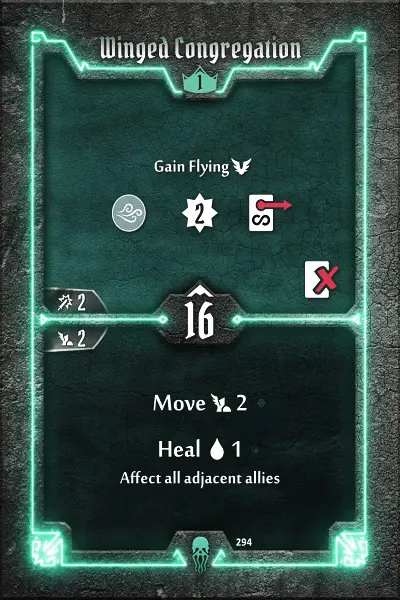 Winged Congregation
1
Gain Flying
2
S
2
16
2
Move 2
Heal 1
Affect all adjacent allies
294